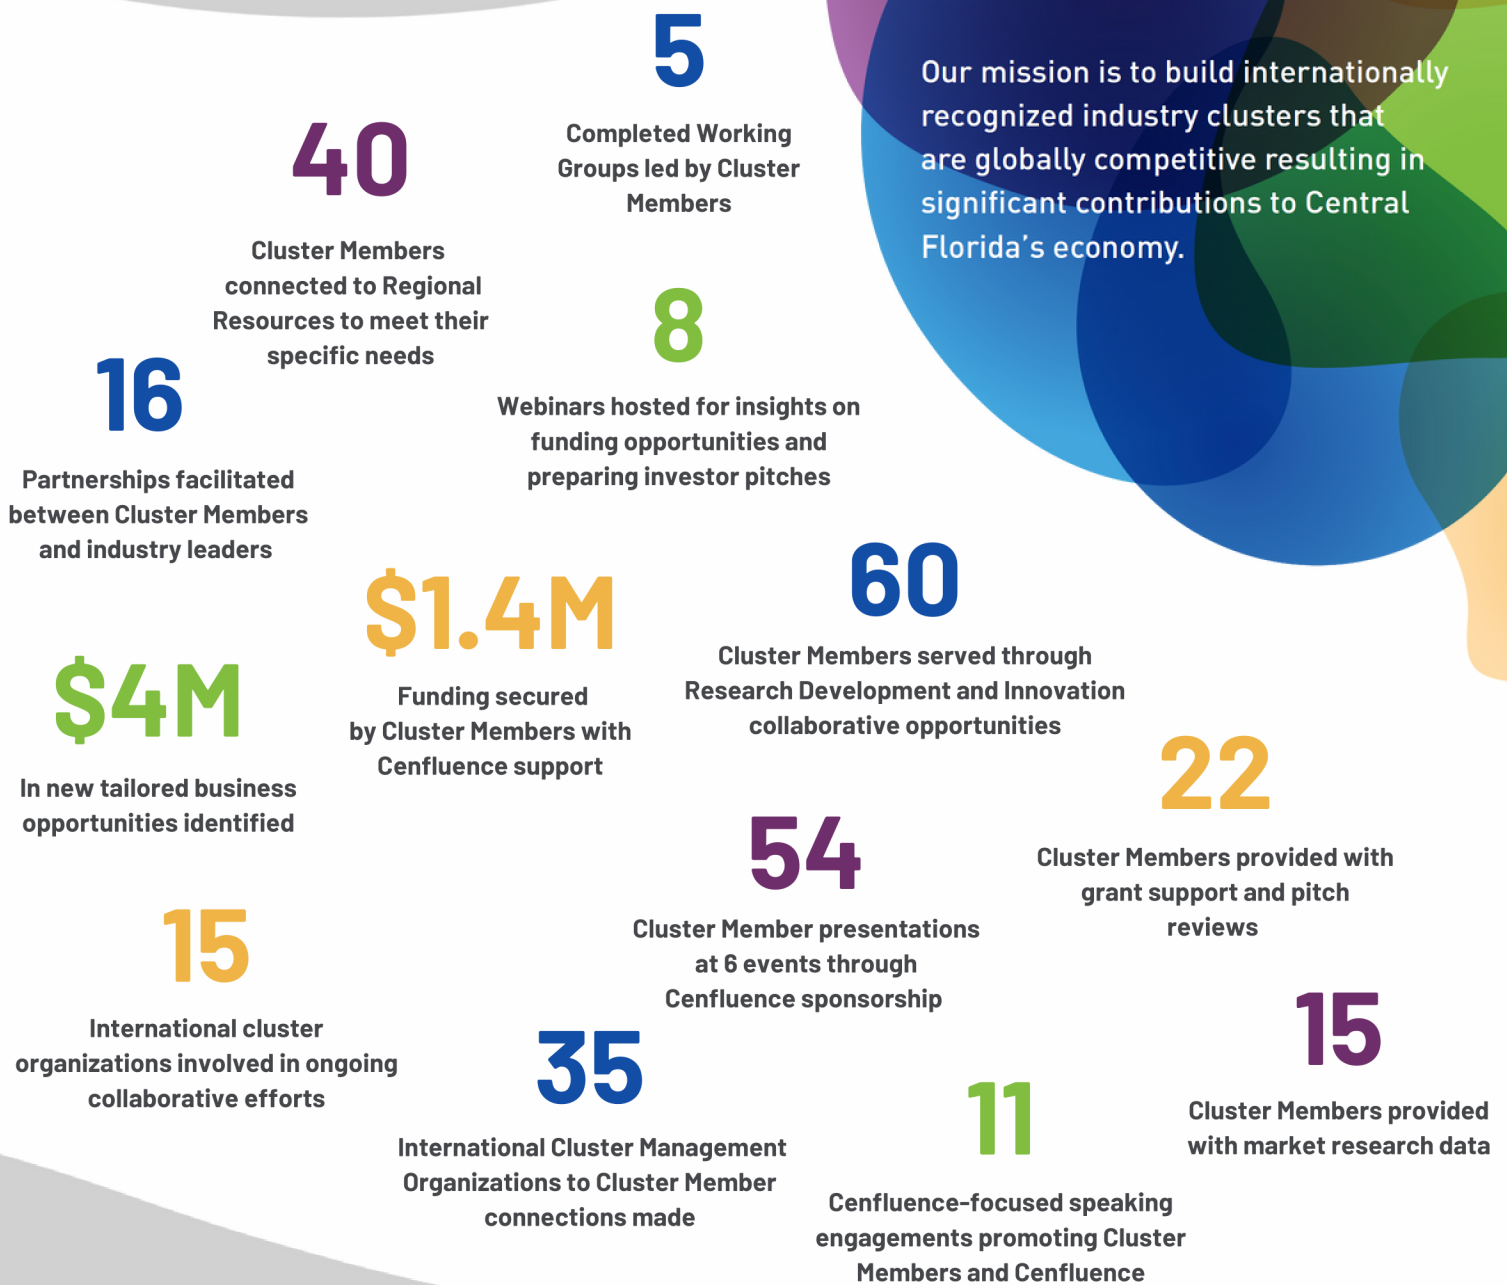 5
Completed Working
Groups led by Cluster
Members
Our mission is to build internationally
recognized industry clusters that
are globally competitive resulting in
significant contributions to Central
Florida's economy.
40
Cluster Members
connected to Regional
Resources to meet their
specific needs
8
Webinars hosted for insights on
funding opportunities and
preparing investor pitches
16
Partnerships facilitated
between Cluster Members
and industry leaders
$1.4M
Funding secured
by Cluster Members with
Cenfluence support
60
Cluster Members served through
Research Development and Innovation
collaborative opportunities
$4M
In new tailored business
opportunities identified
22
Cluster Members provided with
grant support and pitch
reviews
54
Cluster Member presentations
at 6 events through
Cenfluence sponsorship
15
International cluster
organizations involved in ongoing
collaborative efforts
35
International Cluster Management
Organizations to Cluster Member
connections made
15
Cluster Members provided
with market research data
11
Cenfluence-focused speaking
engagements promoting Cluster
Members and Cenfluence